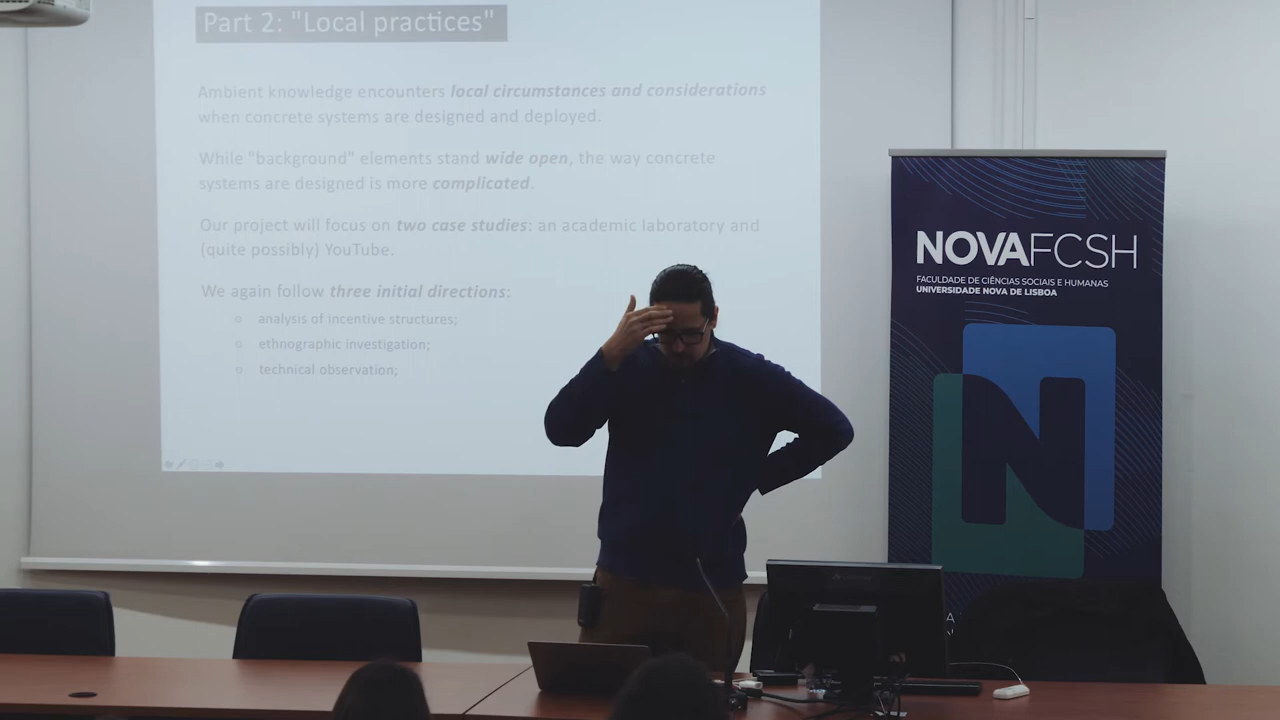 Part 2: "Local practices"
Ambient knowledge encounters local circumstances and considerations
when concrete systems are designed and deployed.
While "background" elements stand wide open, the way concrete
systems are designed is more complicated.
Our project will focus on two case studies: an academic laboratory and
(quite possibly) YouTube.
We again follow three initial directions:
analysis of incentive structures;
ethnographic investigation;
technical observation;
NOVAFCSH
FACULDADE DE CIÊNCIAS SOCIAIS E HUMANAS
UNIVERSIDADE NOVA DE LISBOA
N